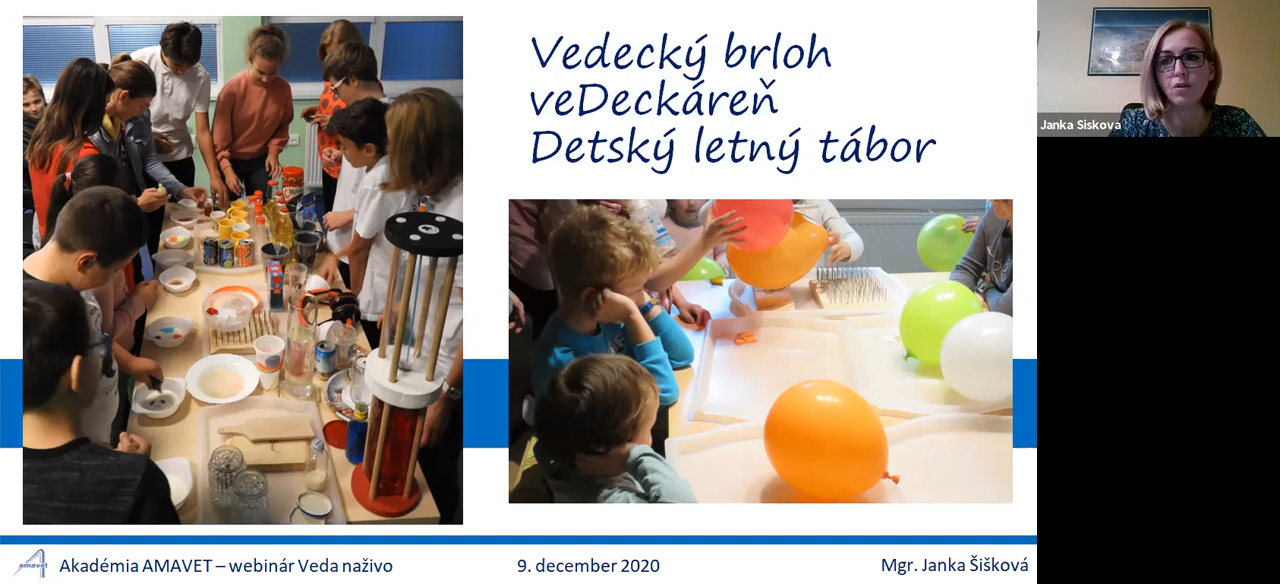 Vedecký brloh
veDeckáreň
Detský letný tábor
Janka Siskova
amavet
Akadémia AMAVET – webinár Veda naživo
9. december 2020
Mgr. Janka Šišková